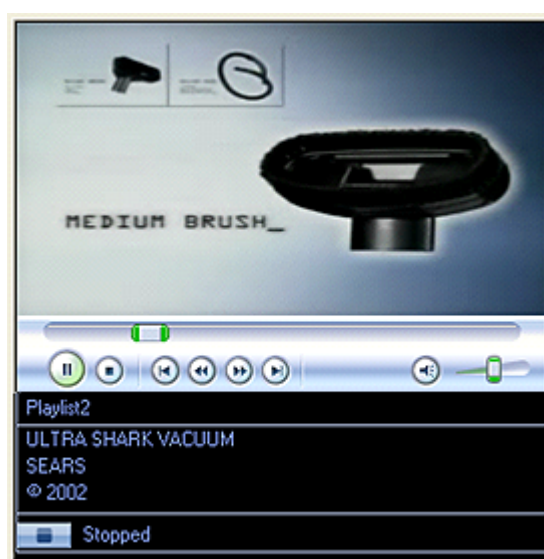 MEDIUM BRUSH_
Playlist2
ULTRA SHARK VACUUM
SEARS
© 2002
Stopped